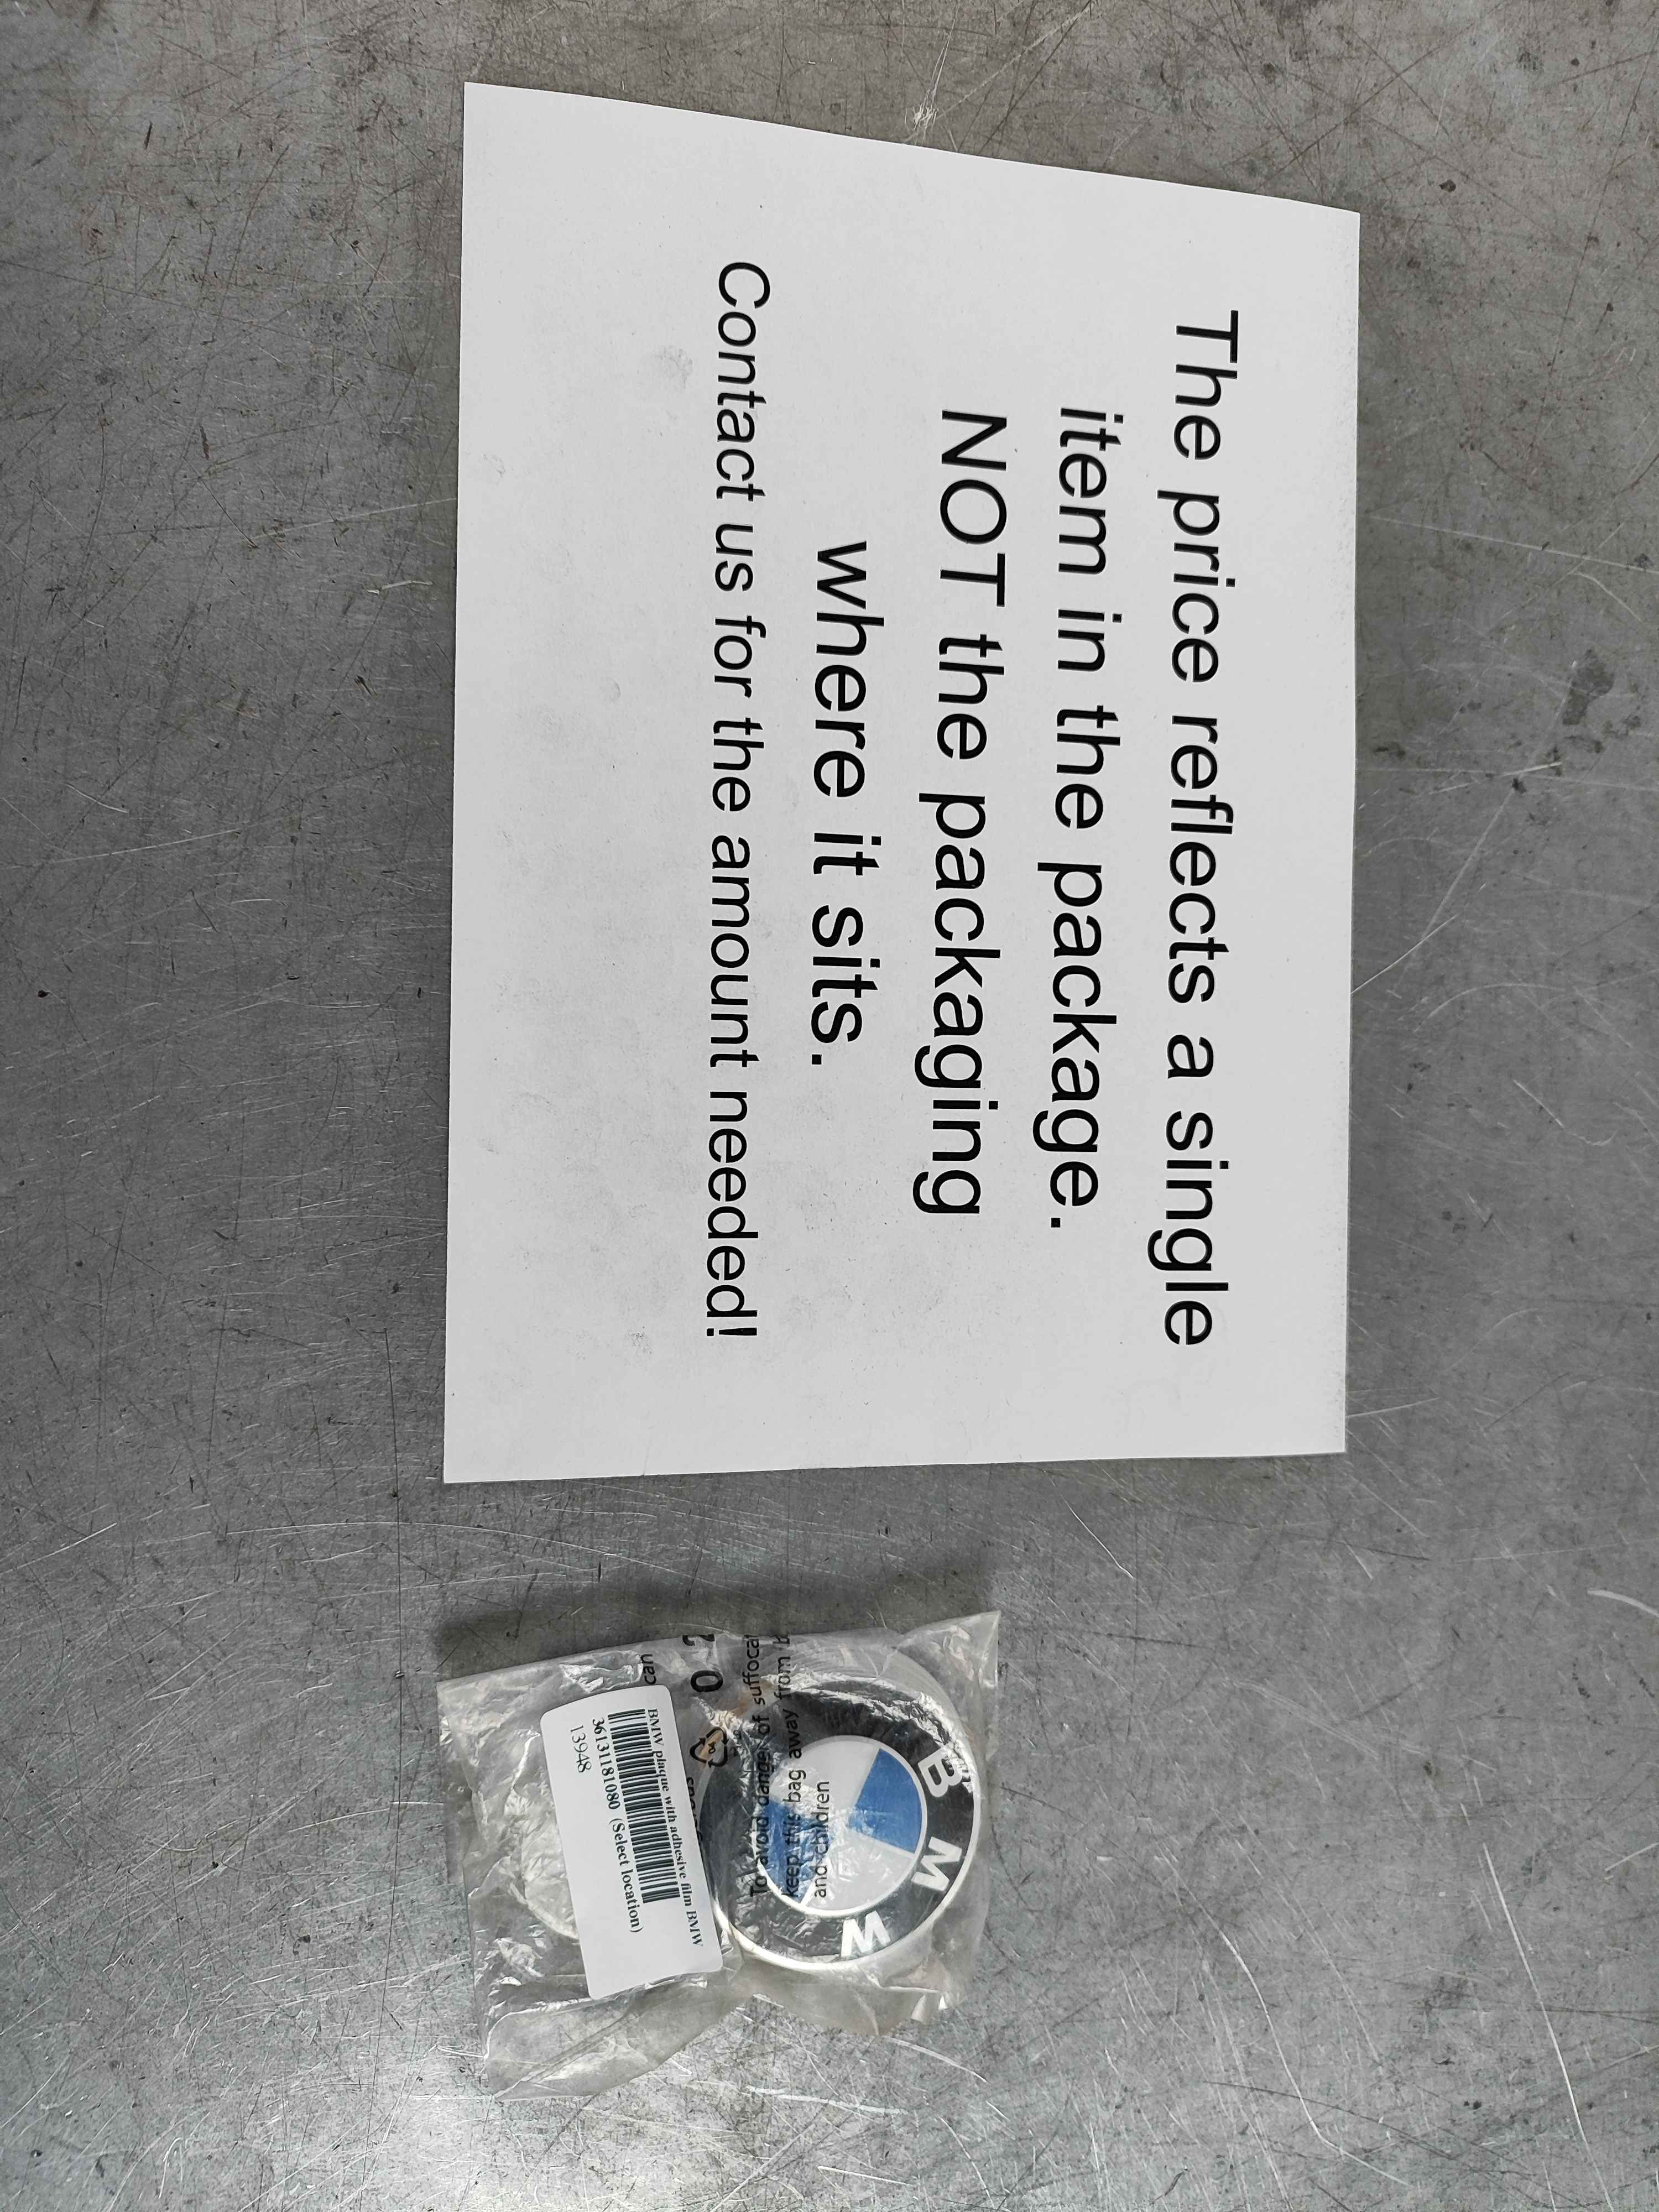 The price reflects a single
item in the package.
NOT the packaging
where it sits.
Contact us for the amount needed!
BMW
To avoid danger of suffocat
keep this bag away from b
and children
can
BMW plaque with adhesive film BMW
36131181080 (Select location)
13948